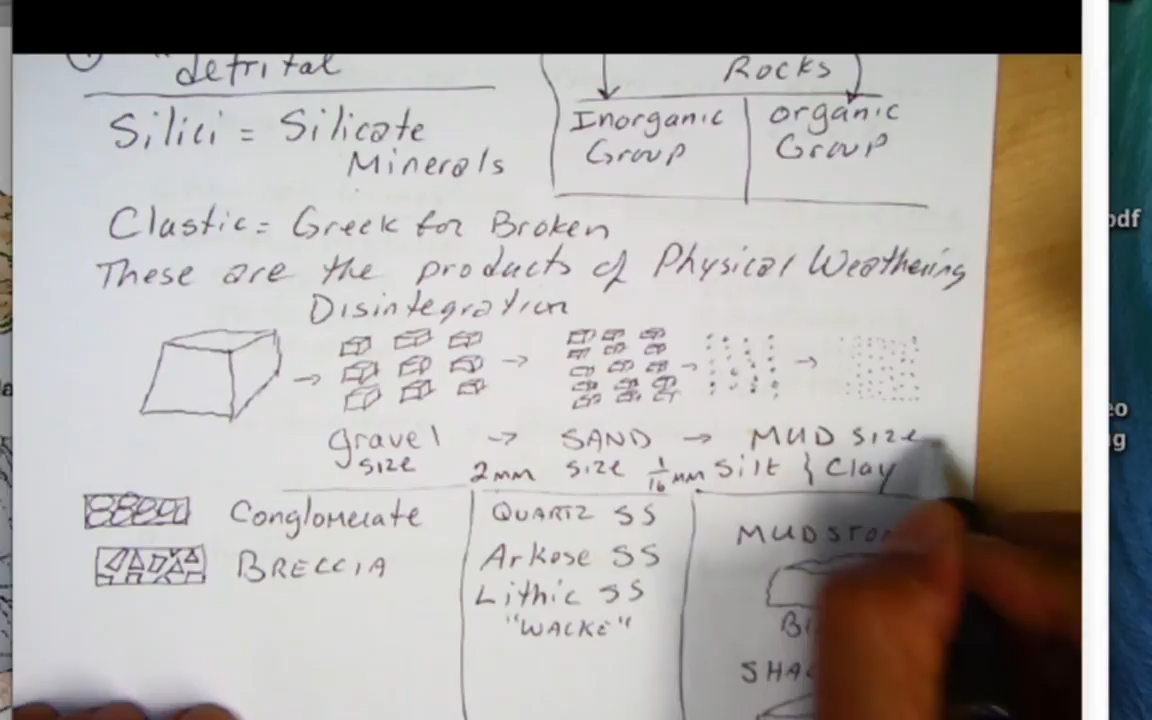 detrital
Silici = Silicate
Minerals
Rocks
Inorganic
Group
organic
Group
Clastic = Greek for Broken
These are the products of Physical Weathering
Disintegration
gravel → SAND → MUD SIZE
SIZE 2mm SIZE 1/16 mm Silt } Clay
Conglomerate
BRECCIA
QUARTZ SS
Arkose SS
Lithic SS
"WACKE"